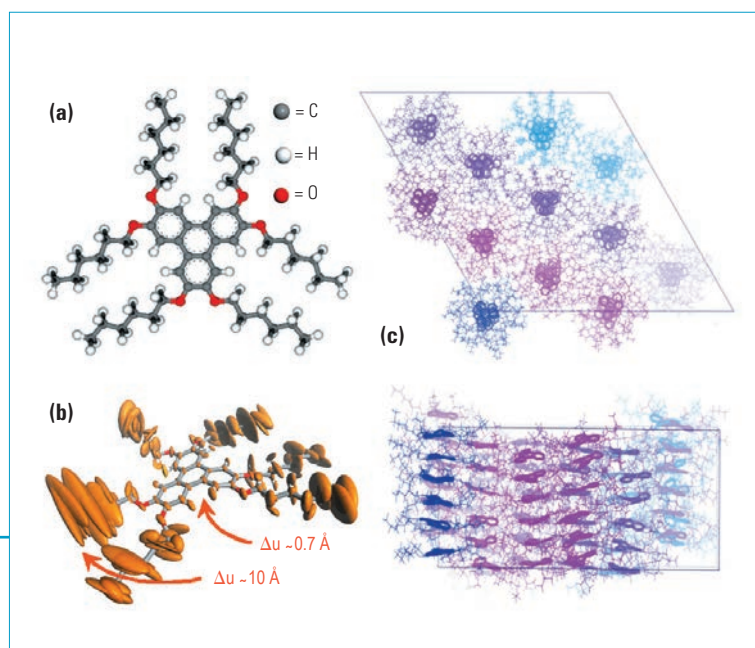 (a)
= C
= H
= O
(c)
(b)
Δu ~0.7 Å
Δu ~10 Å